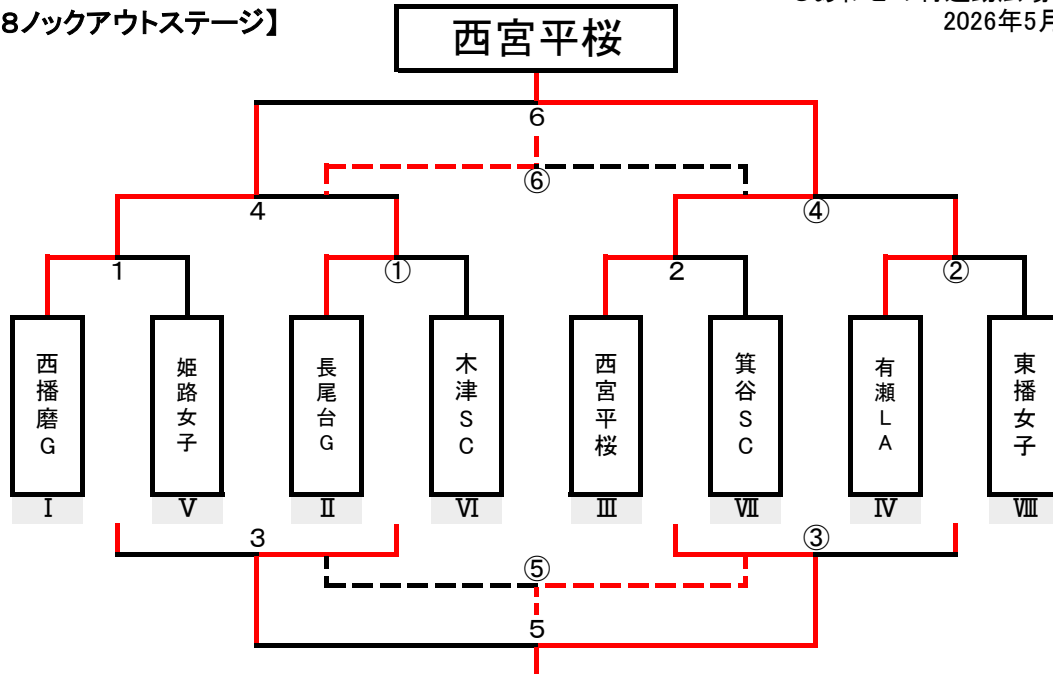 8ノックアウトステージ】
2026年5月
西宮平桜
6
⑥
4
④
1
①
2
②
西播磨G
姫路女子
長尾台G
木津SC
西宮平桜
箕谷SC
有瀬LA
東播女子
Ⅰ
Ⅴ
Ⅱ
Ⅵ
Ⅲ
Ⅶ
Ⅳ
Ⅷ
3
③
⑤
5